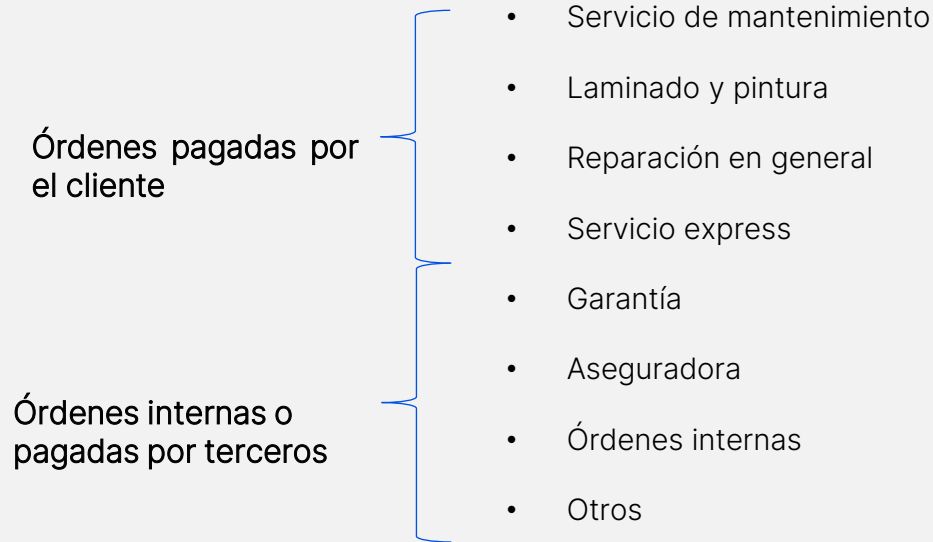 Órdenes pagadas por
el cliente
• Servicio de mantenimiento
• Laminado y pintura
• Reparación en general
• Servicio express
Órdenes internas o
pagadas por terceros
• Garantía
• Aseguradora
• Órdenes internas
• Otros